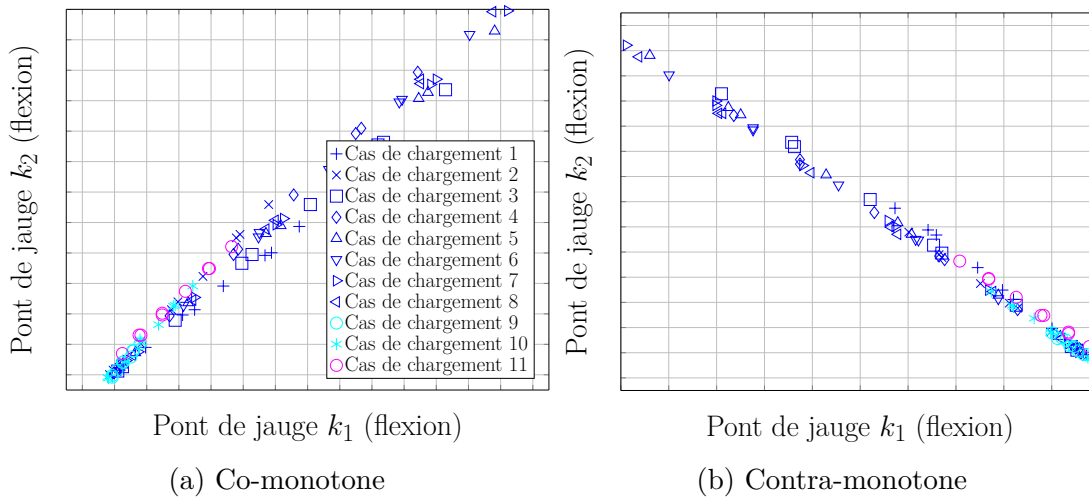 Pont de jauge k₂ (flexion)
Cas de chargement 1
Cas de chargement 2
Cas de chargement 3
Cas de chargement 4
Cas de chargement 5
Cas de chargement 6
Cas de chargement 7
Cas de chargement 8
Cas de chargement 9
Cas de chargement 10
Cas de chargement 11
Pont de jauge k₁ (flexion)
(a) Co-monotone
Pont de jauge k₂ (flexion)
Pont de jauge k₁ (flexion)
(b) Contra-monotone